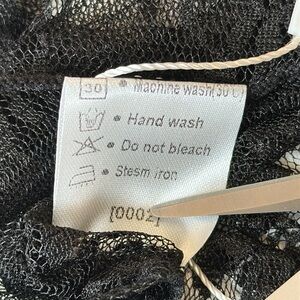 30 • Machine wash(30℃
• Hand wash
• Do not bleach
• Stesm iron
[0002]